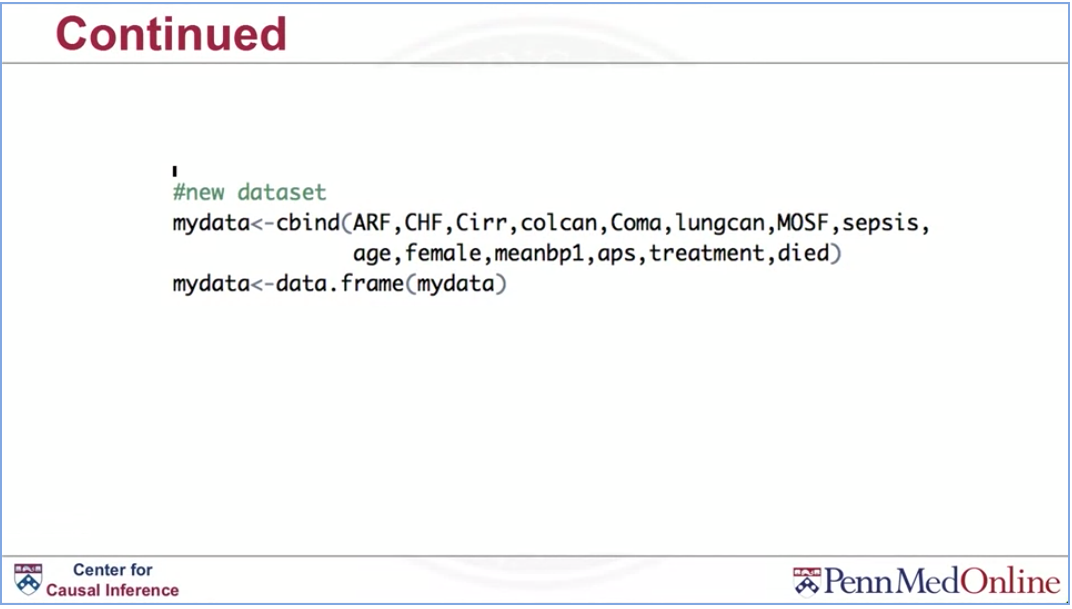 Continued
#new dataset
mydata<-cbind(ARF,CHF,Cirr,colcan,Coma,lungcan,MOSF,sepsis,
age,female,meanbp1,aps,treatment,died)
mydata<-data.frame(mydata)
Center for
Causal Inference
PennMedOnline